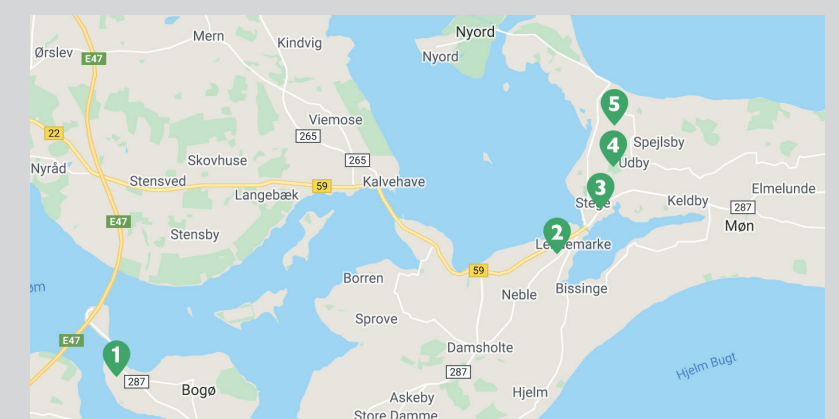 Nyord
Mern
Kindvig
Ørslev
E47
Nyord
5
Viemose
22
265
4
Spejlsby
Skovhuse
265
Udby
Nyråd
Stensved
59
Kalvehave
3
Elmelunde
Langebæk
Stege
Keldby
287
E47
Møn
Stensby
2
59
Borren
Neble
Bissinge
Sprove
E47
Damsholte
1
287
Hjelm Bugt
287
Bogø
Askeby
Hjelm
Store Damme